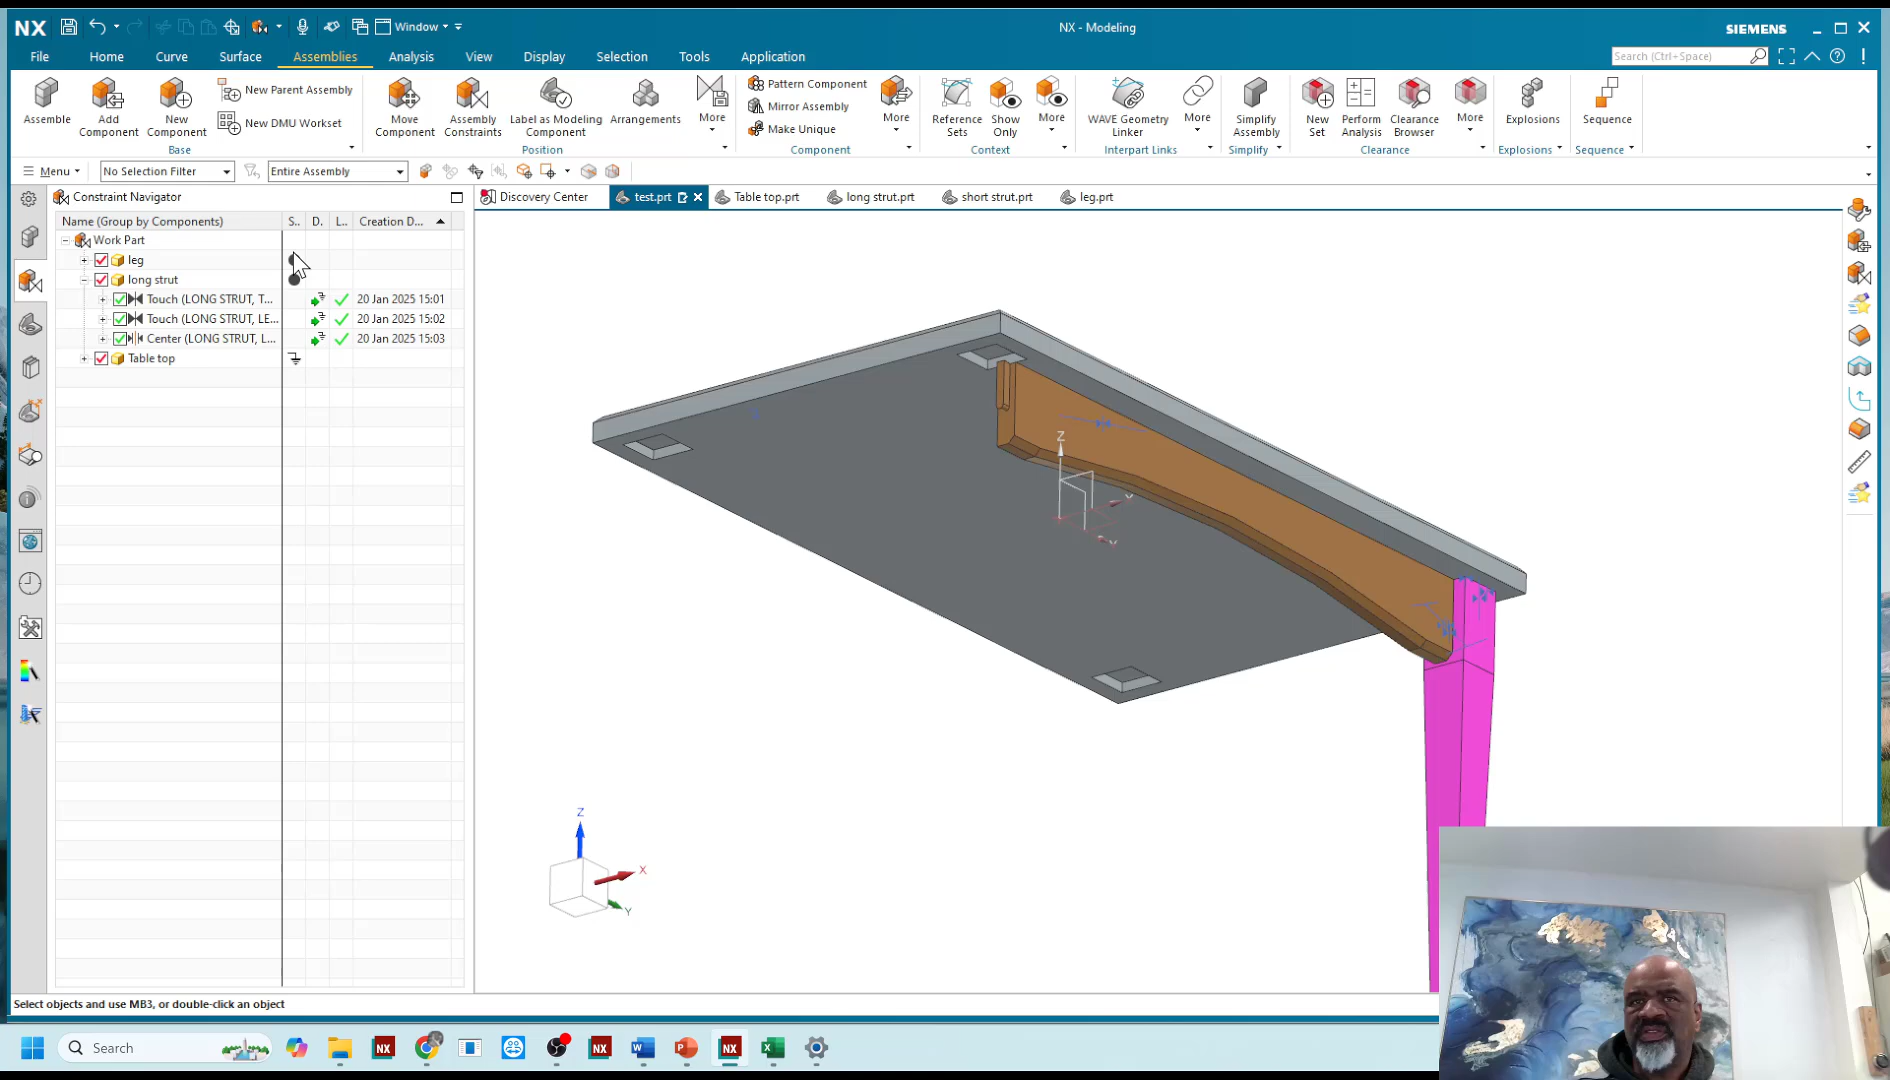 NX
Window
NX - Modeling
SIEMENS
File
Home
Curve
Surface
Assemblies
Analysis
View
Display
Selection
Tools
Application
Search (Ctrl+Space)
Assemble
Add Component
New Component
New Parent Assembly
New DMU Workset
Base
Move Component
Assembly Constraints
Label as Modeling Component
Arrangements
More
Position
Pattern Component
Mirror Assembly
Make Unique
More
Component
Reference Sets
Show Only
More
Context
WAVE Geometry Linker
More
Interpart Links
Simplify Assembly
Simplify
New Set
Perform Analysis
Clearance Browser
More
Clearance
Explosions
Explosions
Sequence
Sequence
Menu
No Selection Filter
Entire Assembly
Constraint Navigator
Discovery Center
test.prt
Table top.prt
long strut.prt
short strut.prt
leg.prt
Name (Group by Components)
S..
D.
L..
Creation D...
Work Part
leg
long strut
Touch (LONG STRUT, T...
20 Jan 2025 15:01
Touch (LONG STRUT, LE...
20 Jan 2025 15:02
Center (LONG STRUT, L...
20 Jan 2025 15:03
Table top
Z
Y
Z
X
Y
Select objects and use MB3, or double-click an object
Search
NX
NX
NX